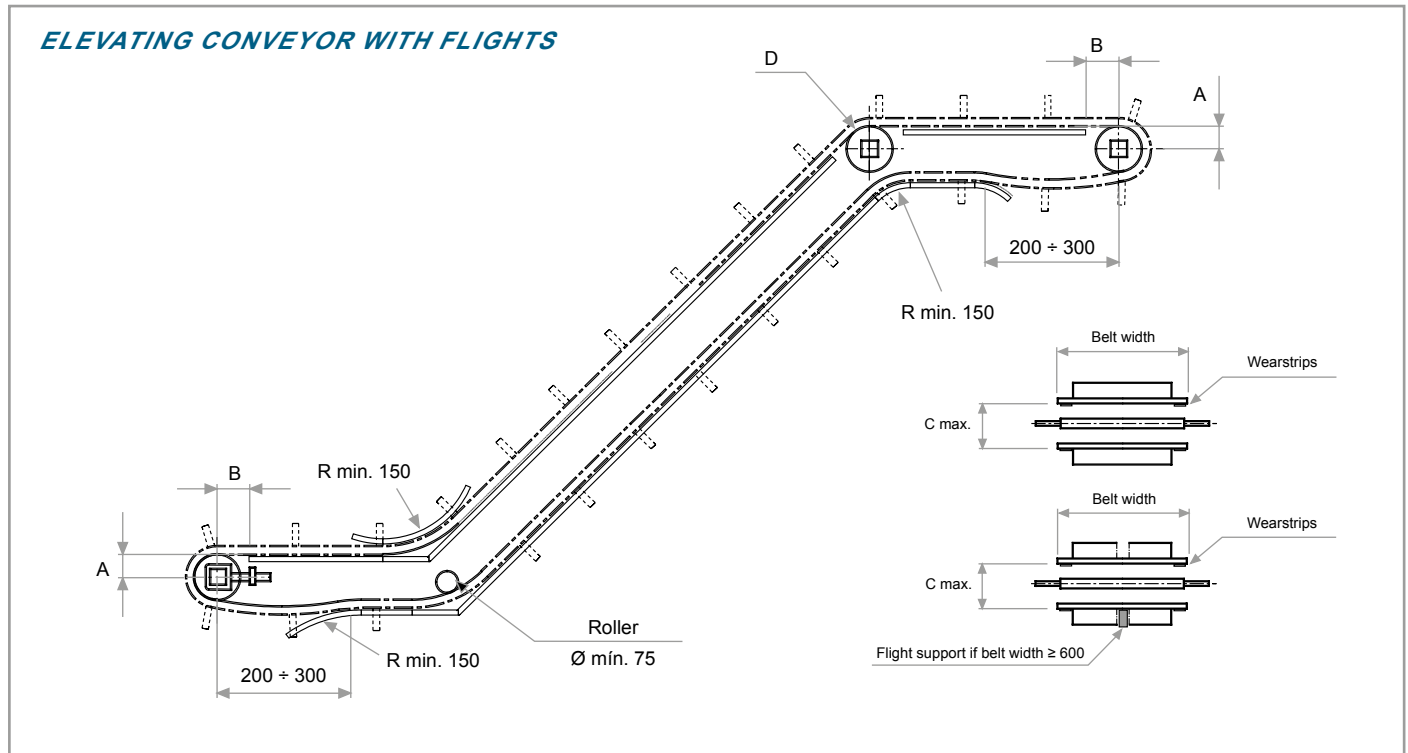 ELEVATING CONVEYOR WITH FLIGHTS
B
D
A
200 ÷ 300
R min. 150
Belt width
Wearstrips
C max.
R min. 150
B
Belt width
Wearstrips
A
C max.
Roller
Ø mín. 75
Flight support if belt width ≥ 600
R min. 150
200 ÷ 300